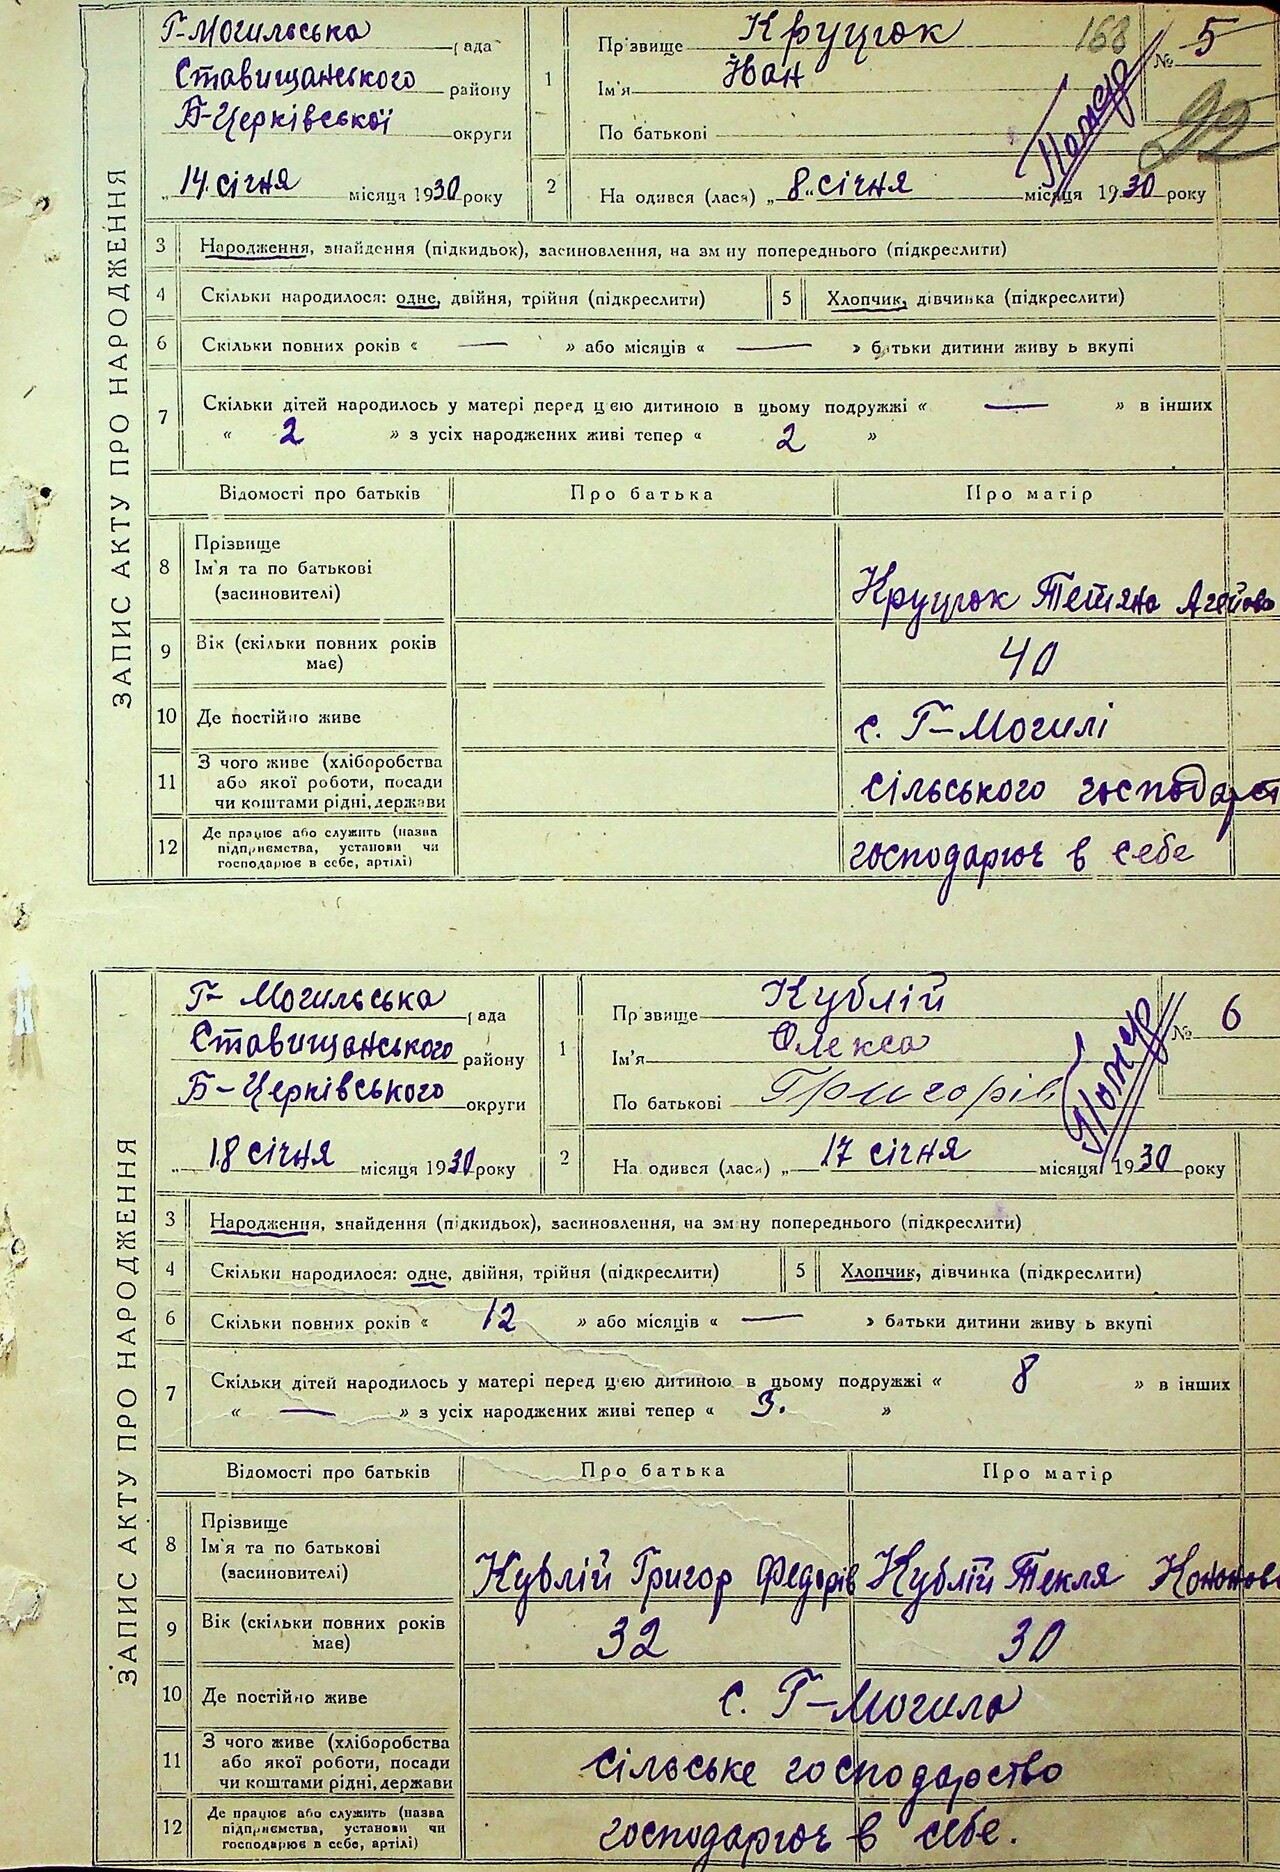 ЗАПИС АКТУ ПРО НАРОДЖЕННЯ
Г-Могильська рада
Ставищанського району
Б-Церківської округи
„14. січня місяця 1930 року
1 Прізвище Круцюк
Ім'я Іван
По батькові
168
№ 5
92
2 Народився (лася) „8" січня місяця 1930 року
3 Народження, знайдення (підкидьок), засиновлення, на зміну попереднього (підкреслити)
4 Скільки народилося: одне, двійня, трійня (підкреслити) 5 Хлопчик, дівчинка (підкреслити)
6 Скільки повних років « — » або місяців « — » батьки дитини живуть вкупі
7 Скільки дітей народилось у матері перед цією дитиною в цьому подружжі « — » в інших
« 2 » з усіх народжених живі тепер « 2 »
Відомості про батьків Про батька Про матір
8 Прізвище
Ім'я та по батькові
(засиновителі)
Круцюк Тетяна Агейова
9 Вік (скільки повних років
має)
40
10 Де постійно живе с. Г-Могилі
11 З чого живе (хліборобства
або якої роботи, посади
чи коштами рідні, держави
сільського господарст
12 Де працює або служить (назва
підприємства, установи чи
господарює в себе, артілі)
господарює в себе
ЗАПИС АКТУ ПРО НАРОДЖЕННЯ
Г- Могильська рада
Ставищанського району
Б-Церківського округи
„18 січня місяця 1930 року
1 Прізвище Кублій
Ім'я Олекса
По батькові Григорів
№ 6
2 Народився (лася) „17 січня місяця 1930 року
3 Народження, знайдення (підкидьок), засиновлення, на зміну попереднього (підкреслити)
4 Скільки народилося: одне, двійня, трійня (підкреслити) 5 Хлопчик, дівчинка (підкреслити)
6 Скільки повних років « 12 » або місяців « — » батьки дитини живуть вкупі
7 Скільки дітей народилось у матері перед цією дитиною в цьому подружжі « 8 » в інших
« — » з усіх народжених живі тепер « 3. »
Відомості про батьків Про батька Про матір
8 Прізвище
Ім'я та по батькові
(засиновителі)
Кублій Григор Федорів Кублій Текля Кононова
9 Вік (скільки повних років
має)
32 30
10 Де постійно живе с. Г-Могила
11 З чого живе (хліборобства
або якої роботи, посади
чи коштами рідні, держави
сільське господарство
12 Де працює або служить (назва
підприємства, установи чи
господарює в себе, артілі)
господарює в себе.